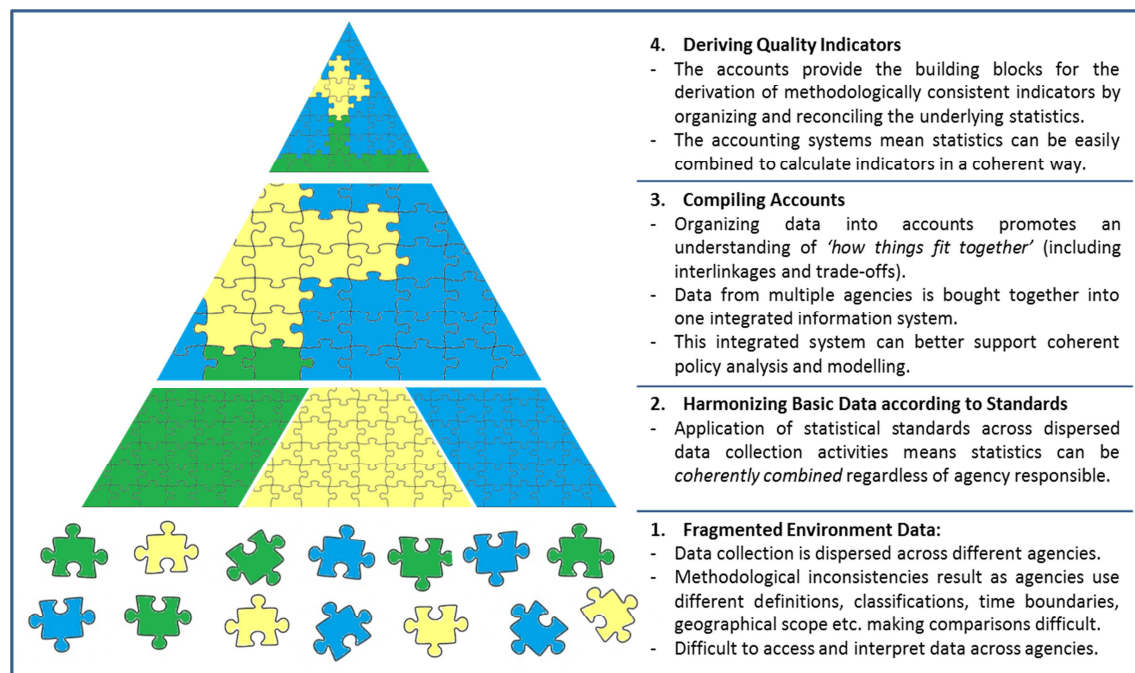 4. Deriving Quality Indicators
- The accounts provide the building blocks for the
derivation of methodologically consistent indicators by
organizing and reconciling the underlying statistics.
- The accounting systems mean statistics can be easily
combined to calculate indicators in a coherent way.
3. Compiling Accounts
- Organizing data into accounts promotes an
understanding of ‘how things fit together’ (including
interlinkages and trade-offs).
- Data from multiple agencies is bought together into
one integrated information system.
- This integrated system can better support coherent
policy analysis and modelling.
2. Harmonizing Basic Data according to Standards
- Application of statistical standards across dispersed
data collection activities means statistics can be
coherently combined regardless of agency responsible.
1. Fragmented Environment Data:
- Data collection is dispersed across different agencies.
- Methodological inconsistencies result as agencies use
different definitions, classifications, time boundaries,
geographical scope etc. making comparisons difficult.
- Difficult to access and interpret data across agencies.